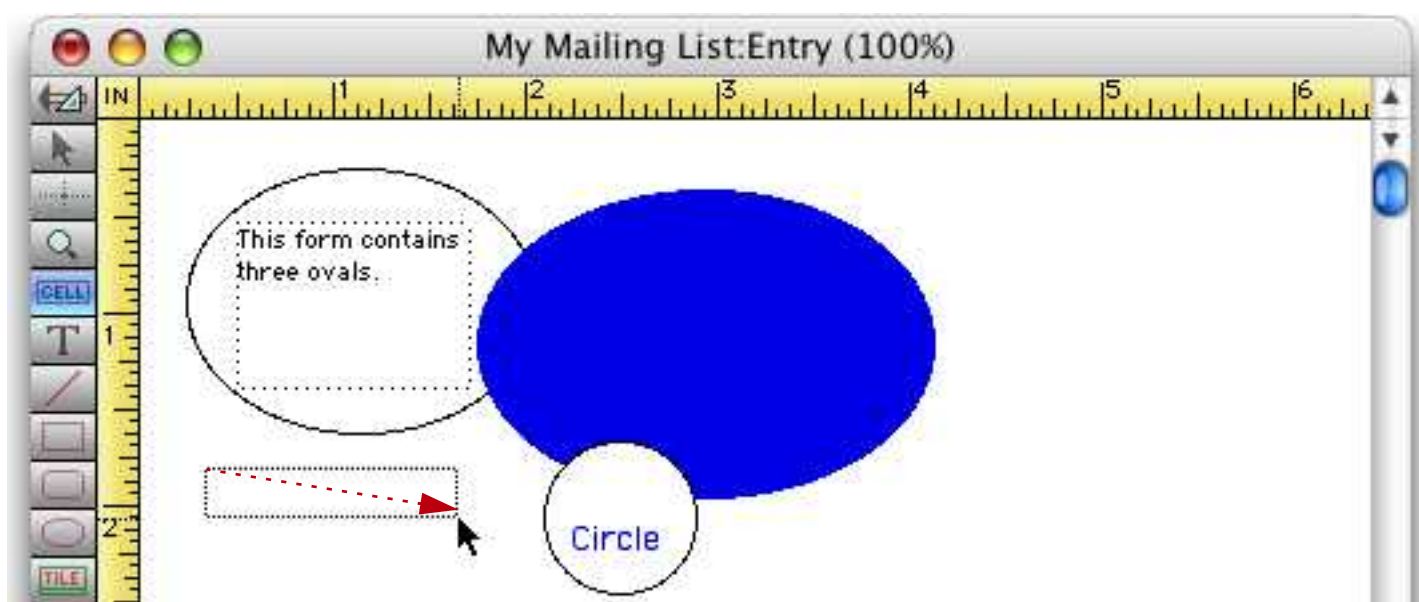 My Mailing List:Entry (100%)
IN 1 2 3 4 5 6
This form contains
three ovals.
CELL
T
1
2
Circle
TILE